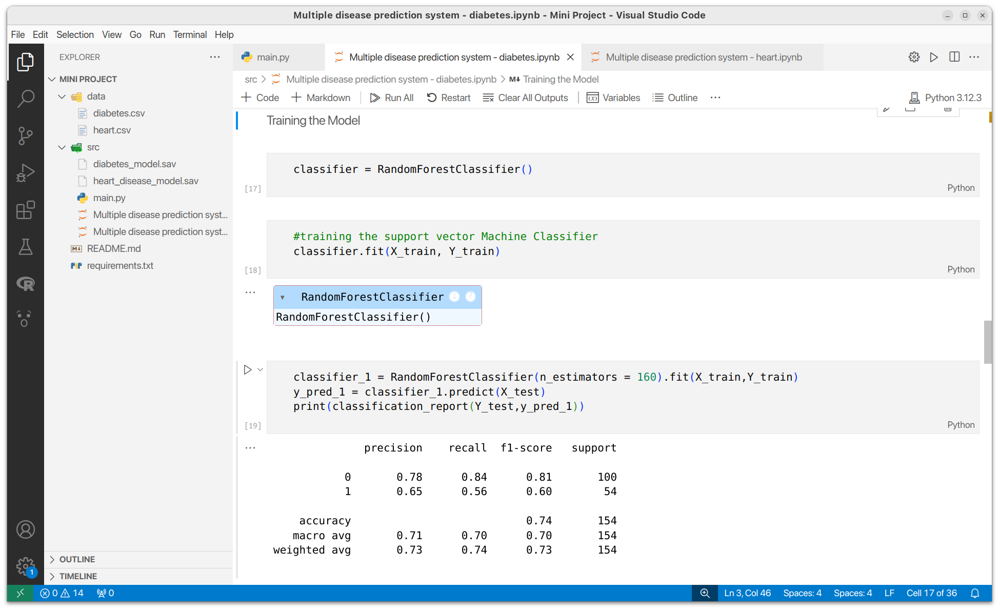 Multiple disease prediction system - diabetes.ipynb - Mini Project - Visual Studio Code
File Edit Selection View Go Run Terminal Help
EXPLORER
MINI PROJECT
data
diabetes.csv
heart.csv
src
diabetes_model.sav
heart_disease_model.sav
main.py
Multiple disease prediction syst...
Multiple disease prediction syst...
README.md
requirements.txt
OUTLINE
TIMELINE
main.py Multiple disease prediction system - diabetes.ipynb Multiple disease prediction system - heart.ipynb
src > Multiple disease prediction system - diabetes.ipynb > M↓ Training the Model
+ Code + Markdown Run All Restart Clear All Outputs (x) Variables Outline ... Python 3.12.3
Training the Model
classifier = RandomForestClassifier()
[17] Python
#training the support vector Machine Classifier
classifier.fit(X_train, Y_train)
[18] Python
... RandomForestClassifier i ?
RandomForestClassifier()
classifier_1 = RandomForestClassifier(n_estimators = 160).fit(X_train,Y_train)
y_pred_1 = classifier_1.predict(X_test)
print(classification_report(Y_test,y_pred_1))
[19] Python
... precision recall f1-score support
0 0.78 0.84 0.81 100
1 0.65 0.56 0.60 54
accuracy 0.74 154
macro avg 0.71 0.70 0.70 154
weighted avg 0.73 0.74 0.73 154
1
0 14 0 Ln 3, Col 46 Spaces: 4 Spaces: 4 LF Cell 17 of 36